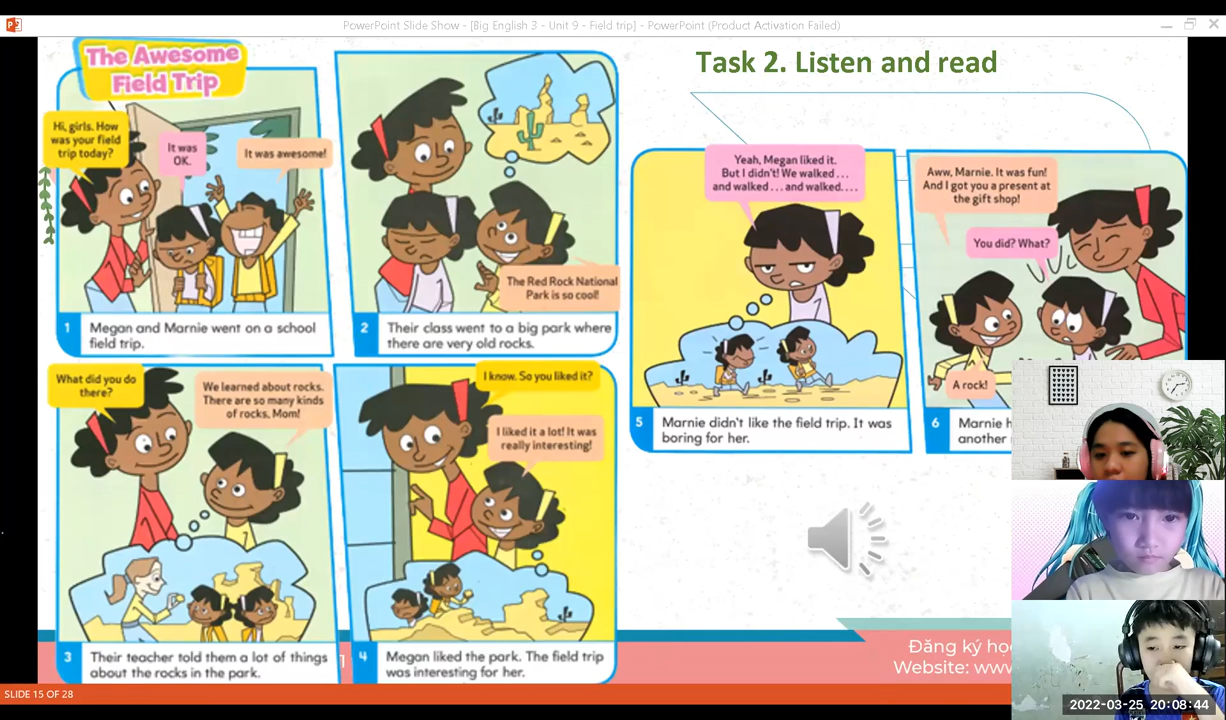 PowerPoint Slide Show - [Big English 3 - Unit 9 - Field trip] - PowerPoint (Product Activation Failed)
The Awesome
Field Trip
Task 2. Listen and read
Hi, girls. How
was your field
trip today?
It was
OK.
It was awesome!
1 Megan and Marnie went on a school
field trip.
The Red Rock National
Park is so cool!
2 Their class went to a big park where
there are very old rocks.
What did you do
there?
We learned about rocks.
There are so many kinds
of rocks, Mom!
3 Their teacher told them a lot of things
about the rocks in the park.
I know. So you liked it?
I liked it a lot! It was
really interesting!
4 Megan liked the park. The field trip
was interesting for her.
Yeah, Megan liked it.
But I didn't! We walked ...
and walked ... and walked....
5 Marnie didn't like the field trip. It was
boring for her.
Aww, Marnie. It was fun!
And I got you a present at
the gift shop!
You did? What?
A rock!
6 Marnie
another
Đăng ký
Website:
SLIDE 15 OF 28
2022-03-25 20:08:44